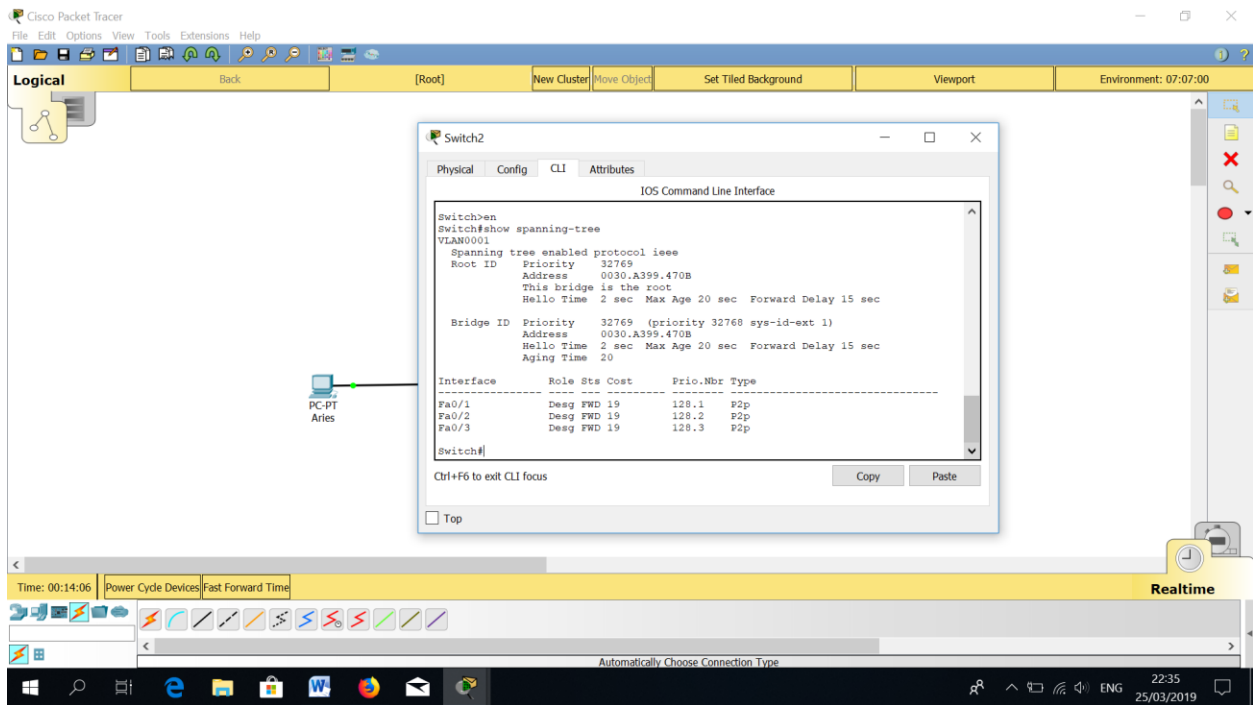 Cisco Packet Tracer
File Edit Options View Tools Extensions Help
Logical Back [Root] New Cluster Move Object Set Tiled Background Viewport Environment: 07:07:00
Switch2
Physical Config CLI Attributes
IOS Command Line Interface
Switch>en
Switch#show spanning-tree
VLAN0001
Spanning tree enabled protocol ieee
Root ID Priority 32769
Address 0030.A399.470B
This bridge is the root
Hello Time 2 sec Max Age 20 sec Forward Delay 15 sec
Bridge ID Priority 32769 (priority 32768 sys-id-ext 1)
Address 0030.A399.470B
Hello Time 2 sec Max Age 20 sec Forward Delay 15 sec
Aging Time 20
Interface Role Sts Cost Prio.Nbr Type
---------------- ---- --- --------- -------- --------------------------------
Fa0/1 Desg FWD 19 128.1 P2p
Fa0/2 Desg FWD 19 128.2 P2p
Fa0/3 Desg FWD 19 128.3 P2p
Switch#
Ctrl+F6 to exit CLI focus Copy Paste
Top
PC-PT
Aries
Time: 00:14:06 Power Cycle Devices Fast Forward Time Realtime
Automatically Choose Connection Type
ENG 22:35
25/03/2019